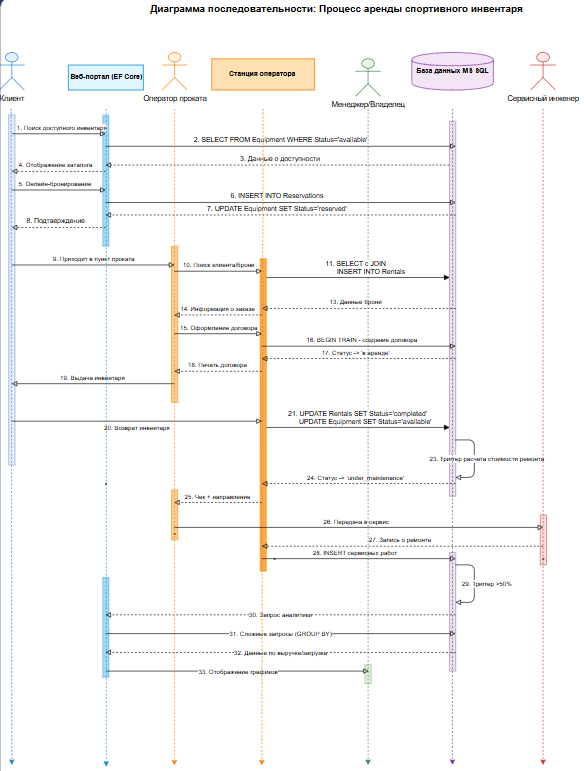 Диаграмма последовательности: Процесс аренды спортивного инвентаря
Веб-портал (EF Core)
Станция оператора
База данных MS SQL
Клиент
Оператор проката
Менеджер/Владелец
Сервисный инженер
1. Поиск доступного инвентаря
2. SELECT FROM Equipment WHERE Status='available'
3. Данные о доступности
4. Отображение каталога
5. Онлайн-бронирование
6. INSERT INTO Reservations
7. UPDATE Equipment SET Status='reserved'
8. Подтверждение
9. Приходит в пункт проката
10. Поиск клиента/брони
11. SELECT с JOIN
INSERT INTO Rentals
13. Данные брони
14. Информация о заказе
15. Оформление договора
16. BEGIN TRAIN - создание договора
17. Статус -> 'в аренде'
18. Печать договора
19. Выдача инвентаря
20. Возврат инвентаря
21. UPDATE Rentals SET Status='completed'
UPDATE Equipment SET Status='available'
23. Триггер расчета стоимости ремонта
24. Статус -> 'under_maintenance'
25. Чек + направление
26. Передача в сервис
27. Запись о ремонте
28. INSERT сервисных работ
29. Триггер >50%
30. Запрос аналитики
31. Сложные запросы (GROUP BY)
32. Данные по выручке/загрузке
33. Отображение графиков